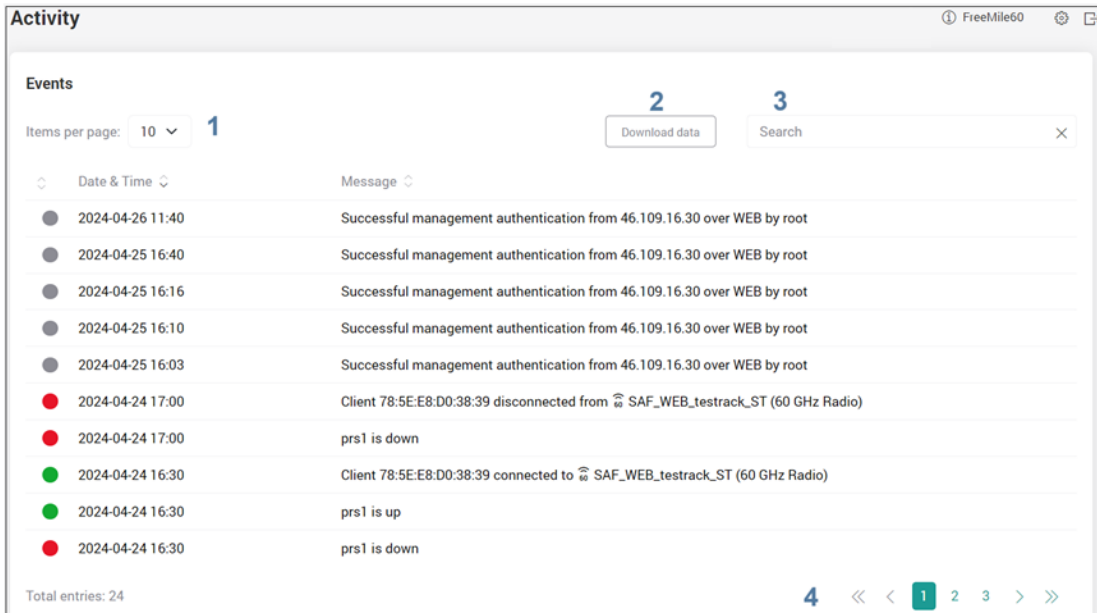 Activity
FreeMile60
Events
Items per page: 10 1
2 3
Download data Search
Date & Time Message
2024-04-26 11:40 Successful management authentication from 46.109.16.30 over WEB by root
2024-04-25 16:40 Successful management authentication from 46.109.16.30 over WEB by root
2024-04-25 16:16 Successful management authentication from 46.109.16.30 over WEB by root
2024-04-25 16:10 Successful management authentication from 46.109.16.30 over WEB by root
2024-04-25 16:03 Successful management authentication from 46.109.16.30 over WEB by root
2024-04-24 17:00 Client 78:5E:E8:D0:38:39 disconnected from 60 SAF_WEB_testrack_ST (60 GHz Radio)
2024-04-24 17:00 prs1 is down
2024-04-24 16:30 Client 78:5E:E8:D0:38:39 connected to 60 SAF_WEB_testrack_ST (60 GHz Radio)
2024-04-24 16:30 prs1 is up
2024-04-24 16:30 prs1 is down
Total entries: 24 4 1 2 3